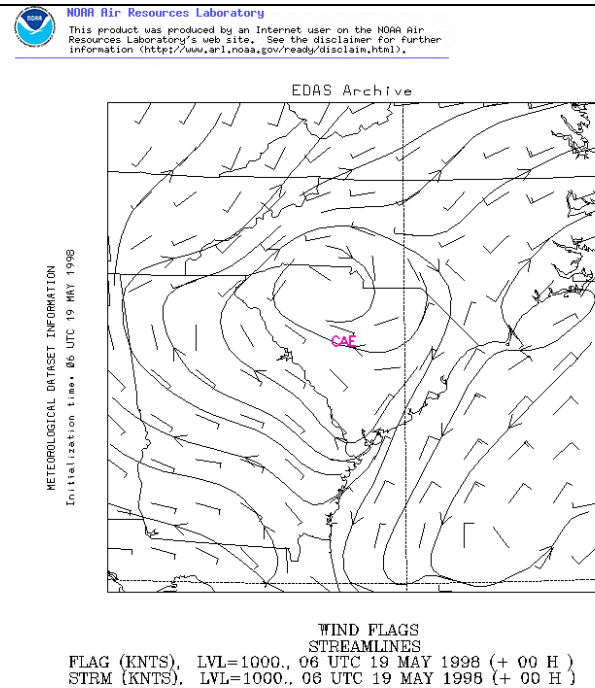 NOAA Air Resources Laboratory
This product was produced by an Internet user on the NOAA Air
Resources Laboratory's web site. See the disclaimer for further
information (http://www.arl.noaa.gov/ready/disclaim.html).
NOAA
EDAS Archive
METEOROLOGICAL DATASET INFORMATION
Initialization time: 06 UTC 19 MAY 1998
CAE
WIND FLAGS
STREAMLINES
FLAG (KNTS), LVL=1000., 06 UTC 19 MAY 1998 (+ 00 H )
STRM (KNTS), LVL=1000., 06 UTC 19 MAY 1998 (+ 00 H )